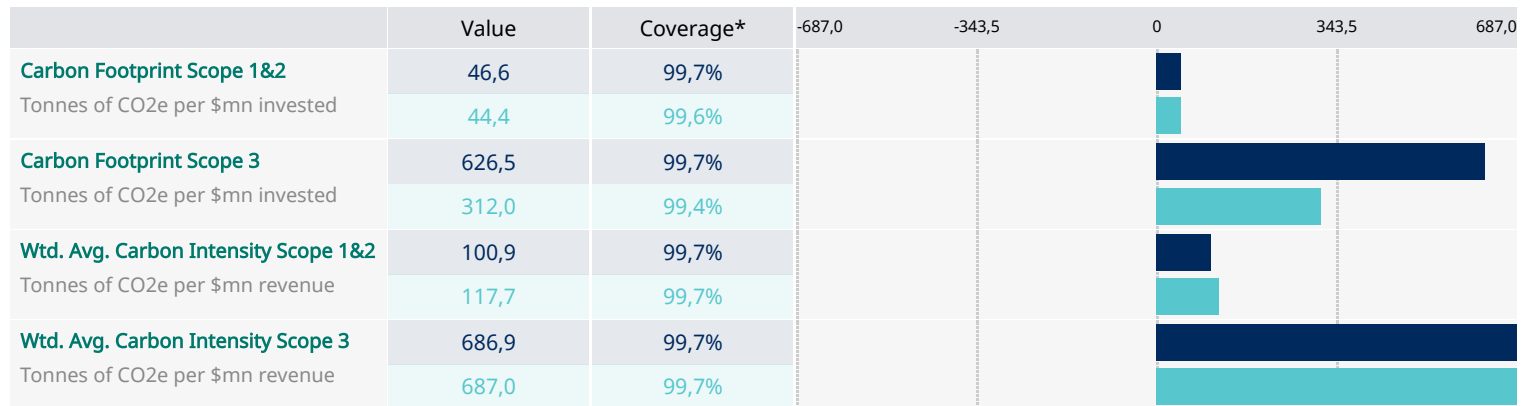 Value Coverage* -687,0 -343,5 0 343,5 687,0
Carbon Footprint Scope 1&2 46,6 99,7%
Tonnes of CO2e per $mn invested 44,4 99,6%
Carbon Footprint Scope 3 626,5 99,7%
Tonnes of CO2e per $mn invested 312,0 99,4%
Wtd. Avg. Carbon Intensity Scope 1&2 100,9 99,7%
Tonnes of CO2e per $mn revenue 117,7 99,7%
Wtd. Avg. Carbon Intensity Scope 3 686,9 99,7%
Tonnes of CO2e per $mn revenue 687,0 99,7%